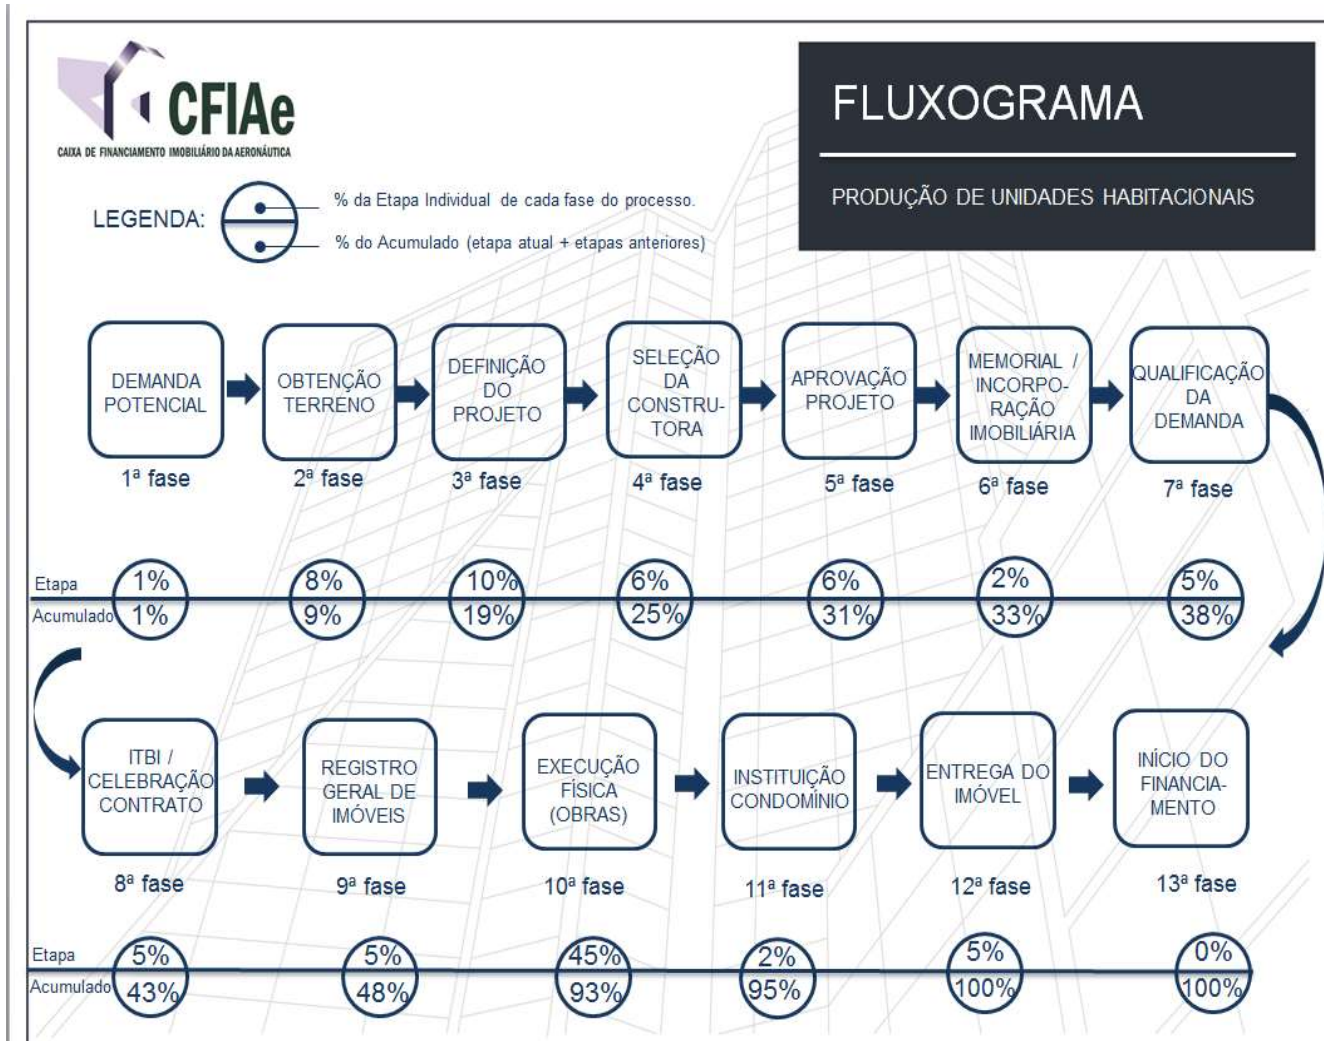 CFIAe
CAIXA DE FINANCIAMENTO IMOBILIÁRIO DA AERONÁUTICA
FLUXOGRAMA
PRODUÇÃO DE UNIDADES HABITACIONAIS
LEGENDA:
% da Etapa Individual de cada fase do processo.
% do Acumulado (etapa atual + etapas anteriores)
DEMANDA
POTENCIAL
1ª fase
OBTENÇÃO
TERRENO
2ª fase
DEFINIÇÃO
DO
PROJETO
3ª fase
SELEÇÃO
DA
CONSTRU-
TORA
4ª fase
APROVAÇÃO
PROJETO
5ª fase
MEMORIAL /
INCORPO-
RAÇÃO
IMOBILIÁRIA
6ª fase
QUALIFICAÇÃO
DA
DEMANDA
7ª fase
Etapa 1% 8% 10% 6% 6% 2% 5%
Acumulado 1% 9% 19% 25% 31% 33% 38%
ITBI /
CELEBRAÇÃO
CONTRATO
8ª fase
REGISTRO
GERAL DE
IMÓVEIS
9ª fase
EXECUÇÃO
FÍSICA
(OBRAS)
10ª fase
INSTITUIÇÃO
CONDOMÍNIO
11ª fase
ENTREGA DO
IMÓVEL
12ª fase
INÍCIO DO
FINANCIA-
MENTO
13ª fase
Etapa 5% 5% 45% 2% 5% 0%
Acumulado 43% 48% 93% 95% 100% 100%